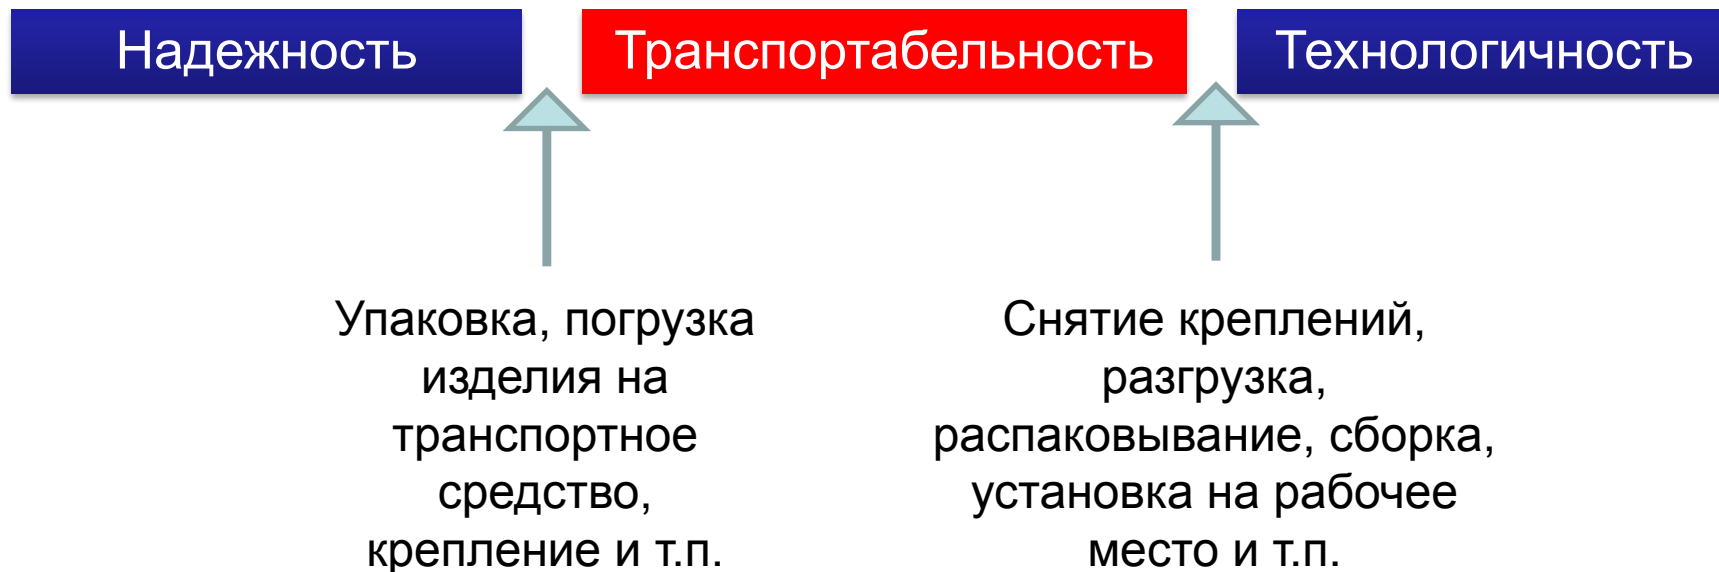 Надежность
Транспортабельность
Технологичность
Упаковка, погрузка
изделия на
транспортное
средство,
крепление и т.п.
Снятие креплений,
разгрузка,
распаковывание, сборка,
установка на рабочее
место и т.п.